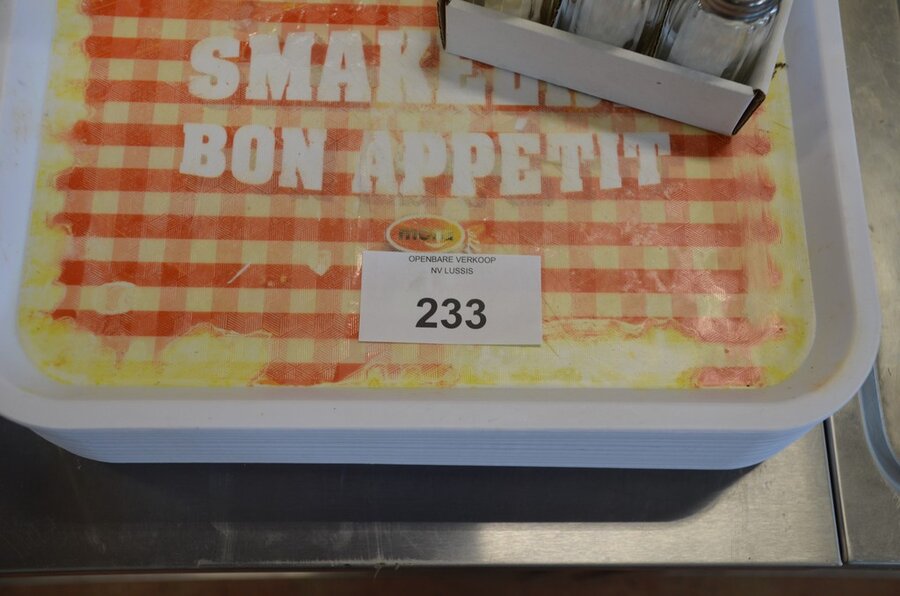 BON APPÉTIT
OPENBARE VERKOOP
NV LUSSIS
233